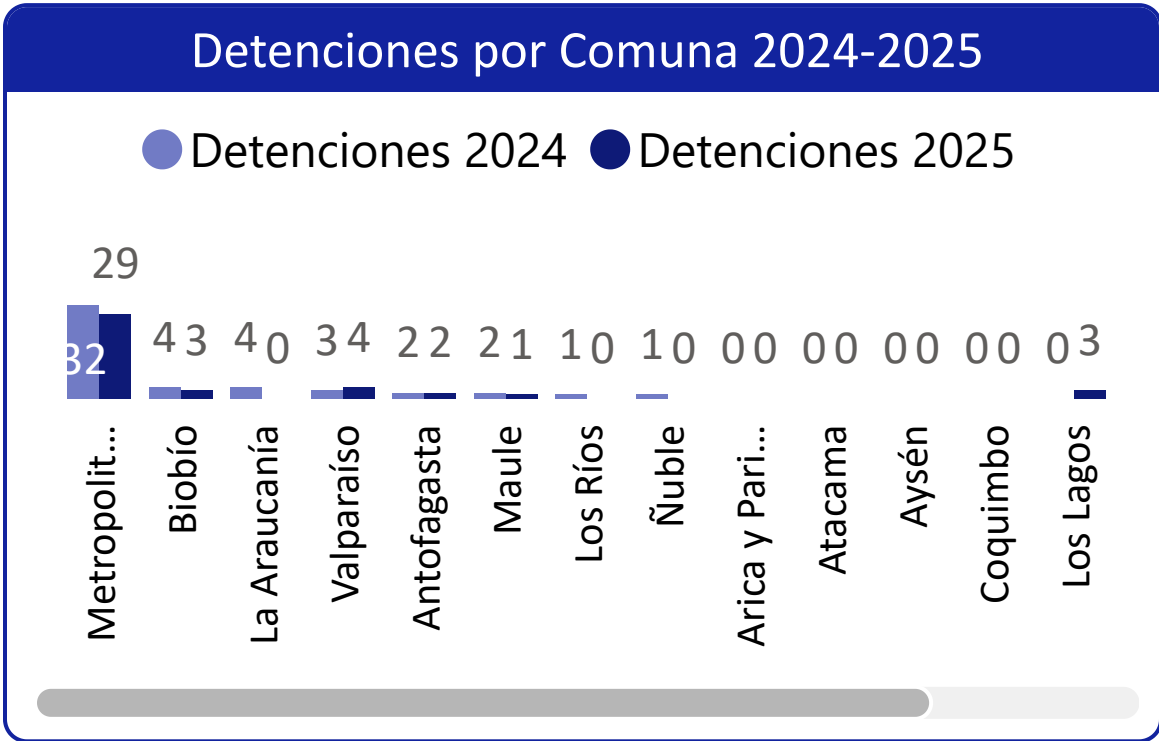 Detenciones por Comuna 2024-2025
Detenciones 2024 Detenciones 2025
32 29 4 3 4 0 3 4 2 2 2 1 1 0 1 0 0 0 0 0 0 0 0 0 0 3
Metropolit...
Biobío
La Araucanía
Valparaíso
Antofagasta
Maule
Los Ríos
Ñuble
Arica y Pari...
Atacama
Aysén
Coquimbo
Los Lagos